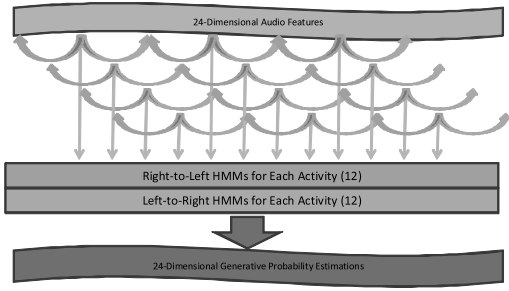 24-Dimensional Audio Features
Right-to-Left HMMs for Each Activity (12)
Left-to-Right HMMs for Each Activity (12)
24-Dimensional Generative Probability Estimations